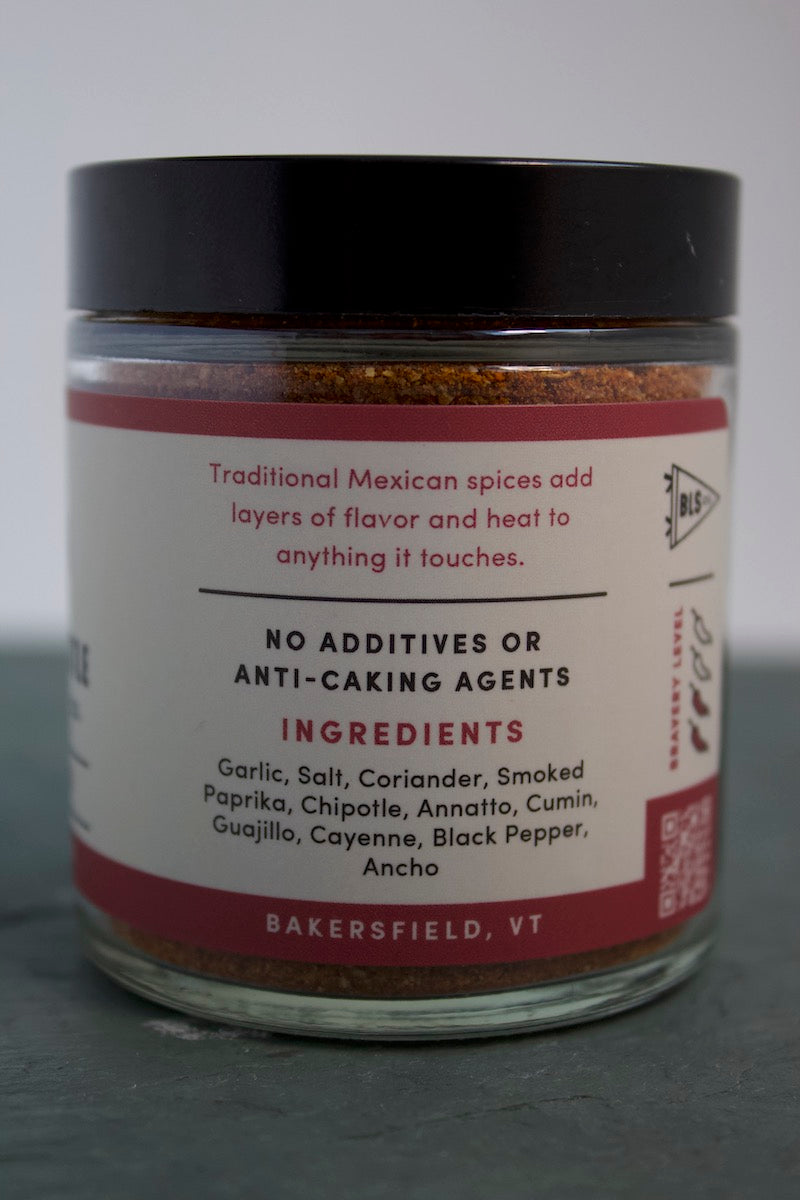 Traditional Mexican spices add
layers of flavor and heat to
anything it touches.
NO ADDITIVES OR
ANTI-CAKING AGENTS
INGREDIENTS
Garlic, Salt, Coriander, Smoked
Paprika, Chipotle, Annatto, Cumin,
Guajillo, Cayenne, Black Pepper,
Ancho
BAKERSFIELD, VT
BLS
BRAVERY LEVEL